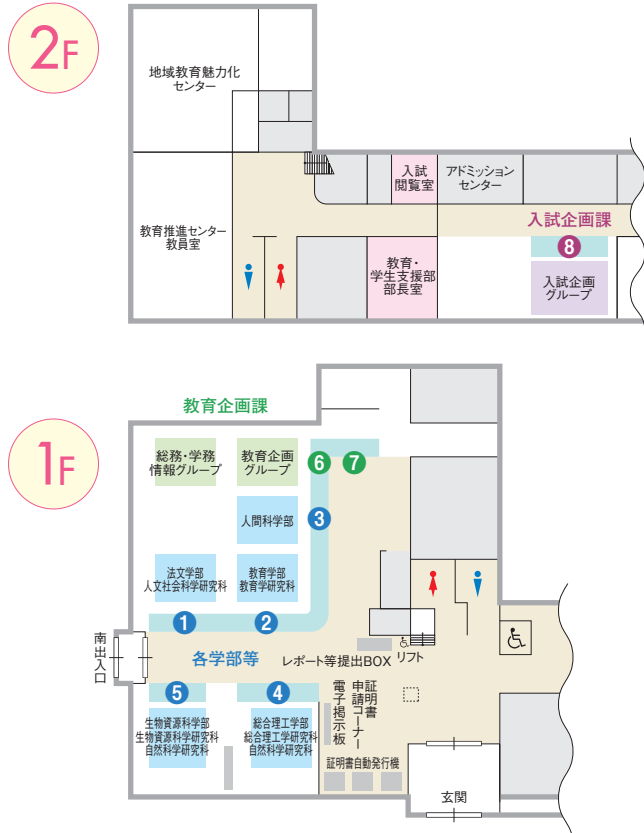 2F
地域教育魅力化
センター
教育推進センター
教員室
入試
閲覧室
アドミッション
センター
入試企画課
8
教育・
学生支援部
部長室
入試企画
グループ
1F
教育企画課
総務・学務
情報グループ
教育企画
グループ
6
7
人間科学部
3
法文学部
人文社会科学研究科
教育学部
教育学研究科
1
2
南出入口
各学部等
レポート等提出BOX
リフト
5
4
生物資源科学部
生物資源科学研究科
自然科学研究科
総合理工学部
総合理工学研究科
自然科学研究科
証明書
申請コーナー
電子掲示板
証明書自動発行機
玄関